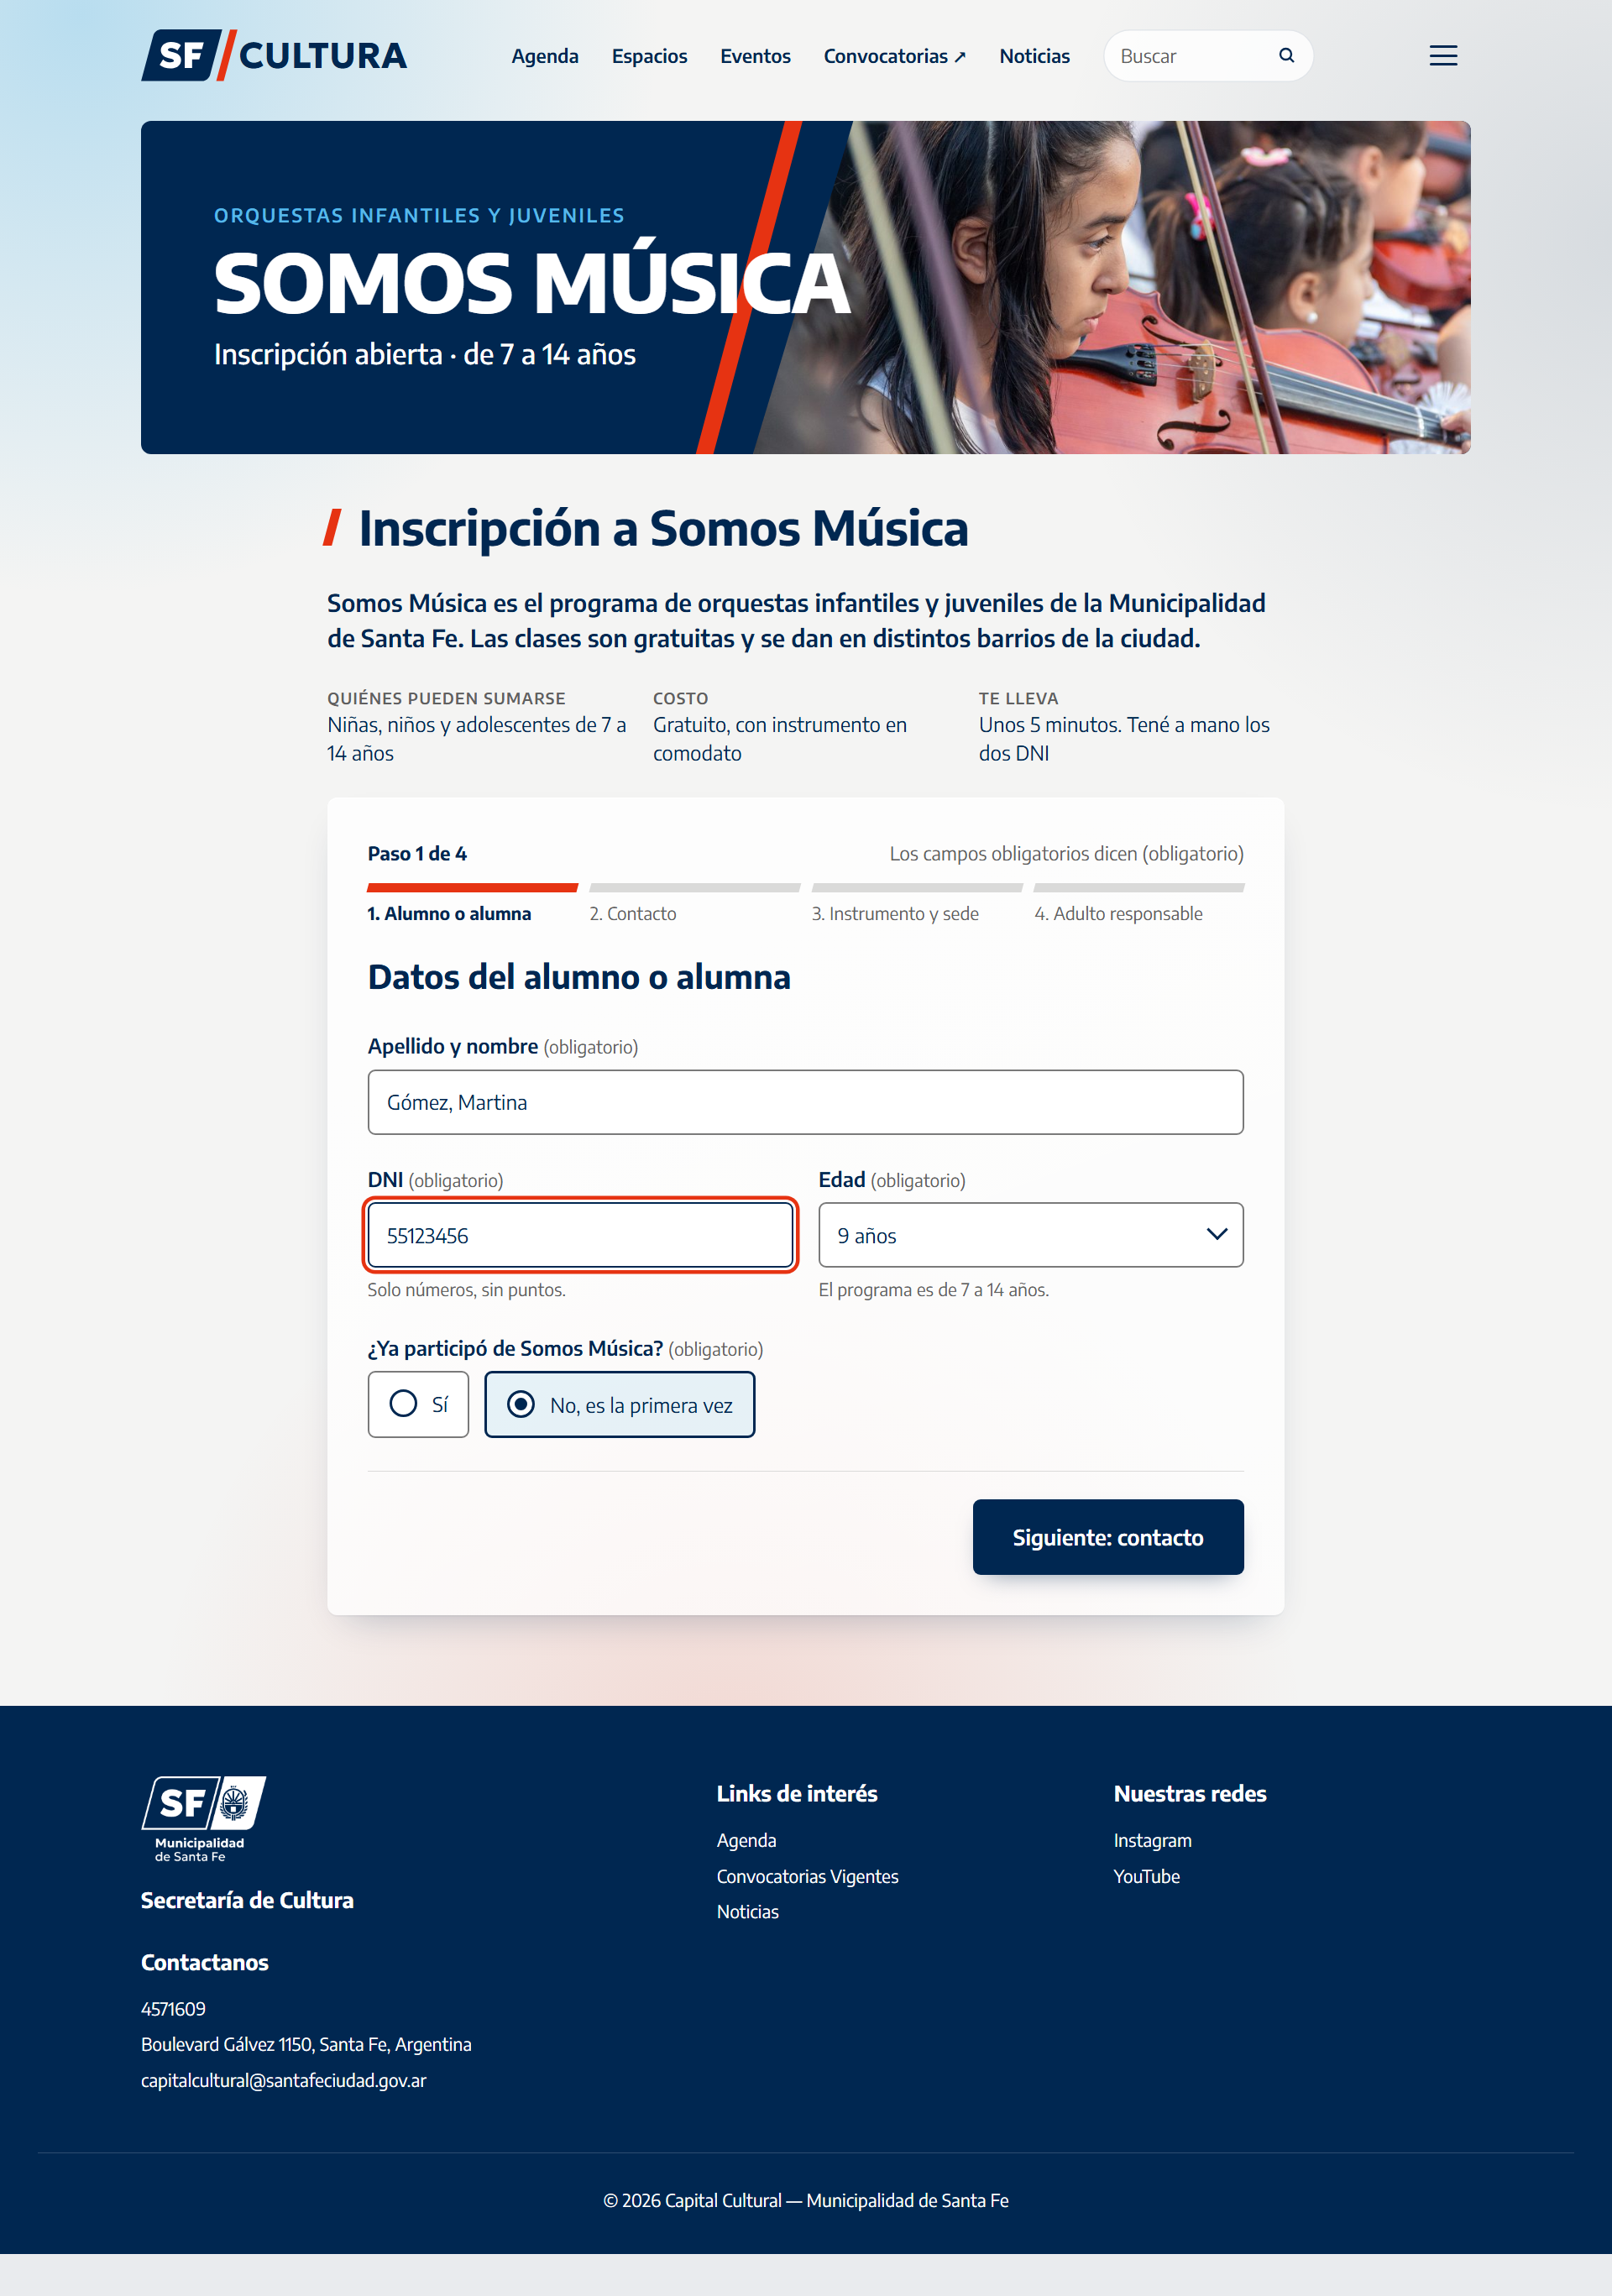 SF/CULTURA
Agenda
Espacios
Eventos
Convocatorias ↗
Noticias
Buscar
ORQUESTAS INFANTILES Y JUVENILES
SOMOS MÚSICA
Inscripción abierta · de 7 a 14 años
Inscripción a Somos Música
Somos Música es el programa de orquestas infantiles y juveniles de la Municipalidad
de Santa Fe. Las clases son gratuitas y se dan en distintos barrios de la ciudad.
QUIÉNES PUEDEN SUMARSE
Niñas, niños y adolescentes de 7 a
14 años
COSTO
Gratuito, con instrumento en
comodato
TE LLEVA
Unos 5 minutos. Tené a mano los
dos DNI
Paso 1 de 4
Los campos obligatorios dicen (obligatorio)
1. Alumno o alumna
2. Contacto
3. Instrumento y sede
4. Adulto responsable
Datos del alumno o alumna
Apellido y nombre (obligatorio)
Gómez, Martina
DNI (obligatorio)
55123456
Solo números, sin puntos.
Edad (obligatorio)
9 años
El programa es de 7 a 14 años.
¿Ya participó de Somos Música? (obligatorio)
Sí
No, es la primera vez
Siguiente: contacto
SF
Municipalidad
de Santa Fe
Secretaría de Cultura
Contactanos
4571609
Boulevard Gálvez 1150, Santa Fe, Argentina
capitalcultural@santafeciudad.gov.ar
Links de interés
Agenda
Convocatorias Vigentes
Noticias
Nuestras redes
Instagram
YouTube
© 2026 Capital Cultural — Municipalidad de Santa Fe